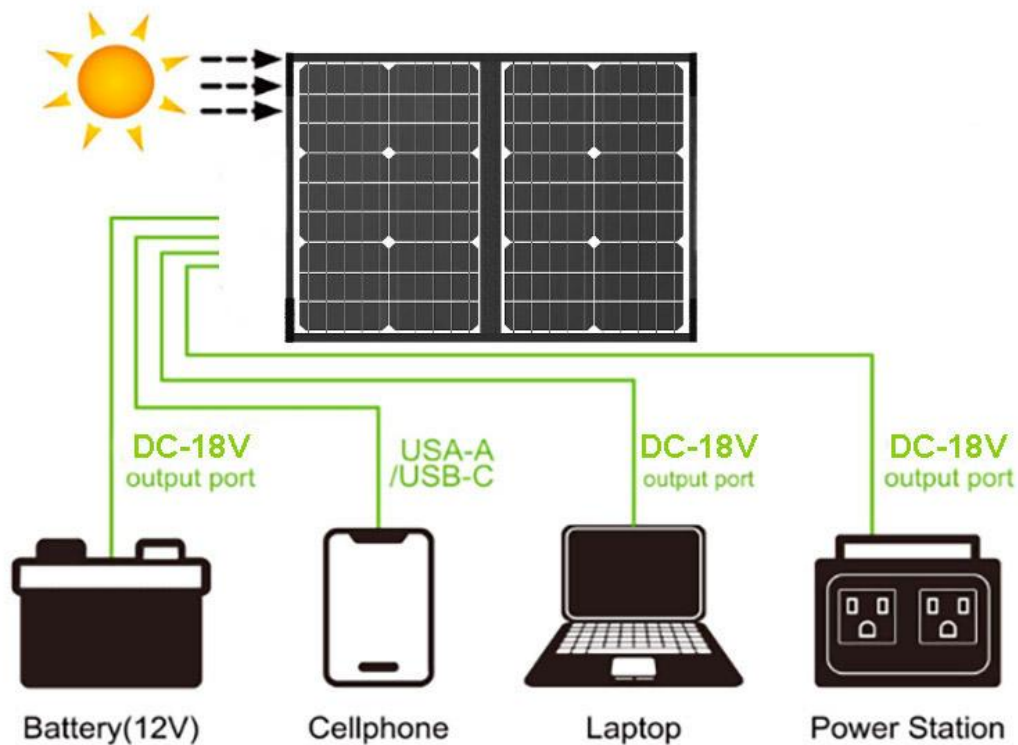 DC-18V
output port
USA-A
/USB-C
DC-18V
output port
DC-18V
output port
Battery(12V)
Cellphone
Laptop
Power Station